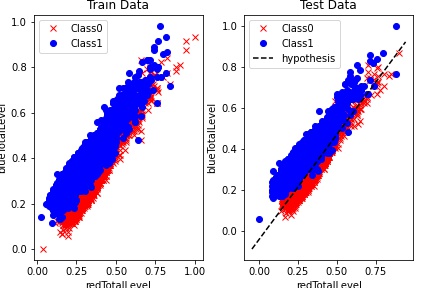 Train Data
Class0
Class1
blueTotalLevel
1.0
0.8
0.6
0.4
0.2
0.0
0.00 0.25 0.50 0.75 1.00
redTotalLevel
Test Data
Class0
Class1
hypothesis
blueTotalLevel
1.0
0.8
0.6
0.4
0.2
0.0
0.00 0.25 0.50 0.75
redTotalLevel